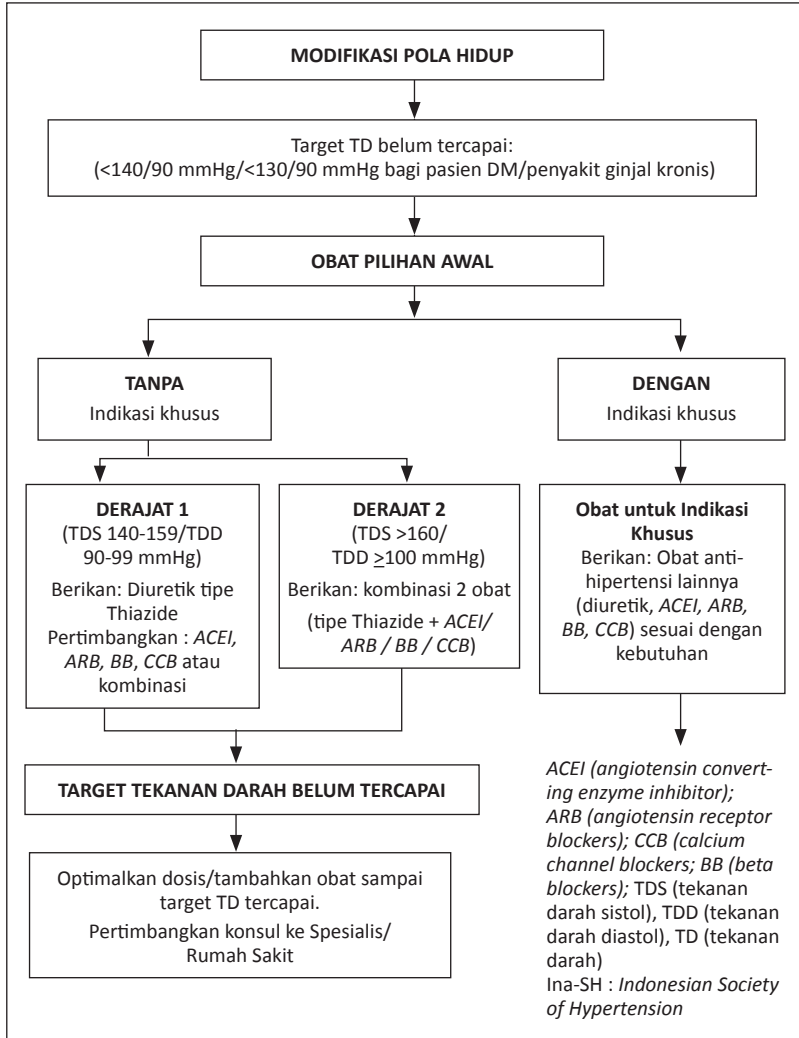 MODIFIKASI POLA HIDUP
Target TD belum tercapai:
(<140/90 mmHg/<130/90 mmHg bagi pasien DM/penyakit ginjal kronis)
OBAT PILIHAN AWAL
TANPA
Indikasi khusus
DENGAN
Indikasi khusus
DERAJAT 1
(TDS 140-159/TDD
90-99 mmHg)
Berikan: Diuretik tipe
Thiazide
Pertimbangkan : ACEI,
ARB, BB, CCB atau
kombinasi
DERAJAT 2
(TDS >160/
TDD ≥100 mmHg)
Berikan: kombinasi 2 obat
(tipe Thiazide + ACEI/
ARB / BB / CCB)
Obat untuk Indikasi
Khusus
Berikan: Obat anti-
hipertensi lainnya
(diuretik, ACEI, ARB,
BB, CCB) sesuai dengan
kebutuhan
TARGET TEKANAN DARAH BELUM TERCAPAI
Optimalkan dosis/tambahkan obat sampai
target TD tercapai.
Pertimbangkan konsul ke Spesialis/
Rumah Sakit
ACEI (angiotensin convert-
ing enzyme inhibitor);
ARB (angiotensin receptor
blockers); CCB (calcium
channel blockers; BB (beta
blockers); TDS (tekanan
darah sistol), TDD (tekanan
darah diastol), TD (tekanan
darah)
Ina-SH : Indonesian Society
of Hypertension